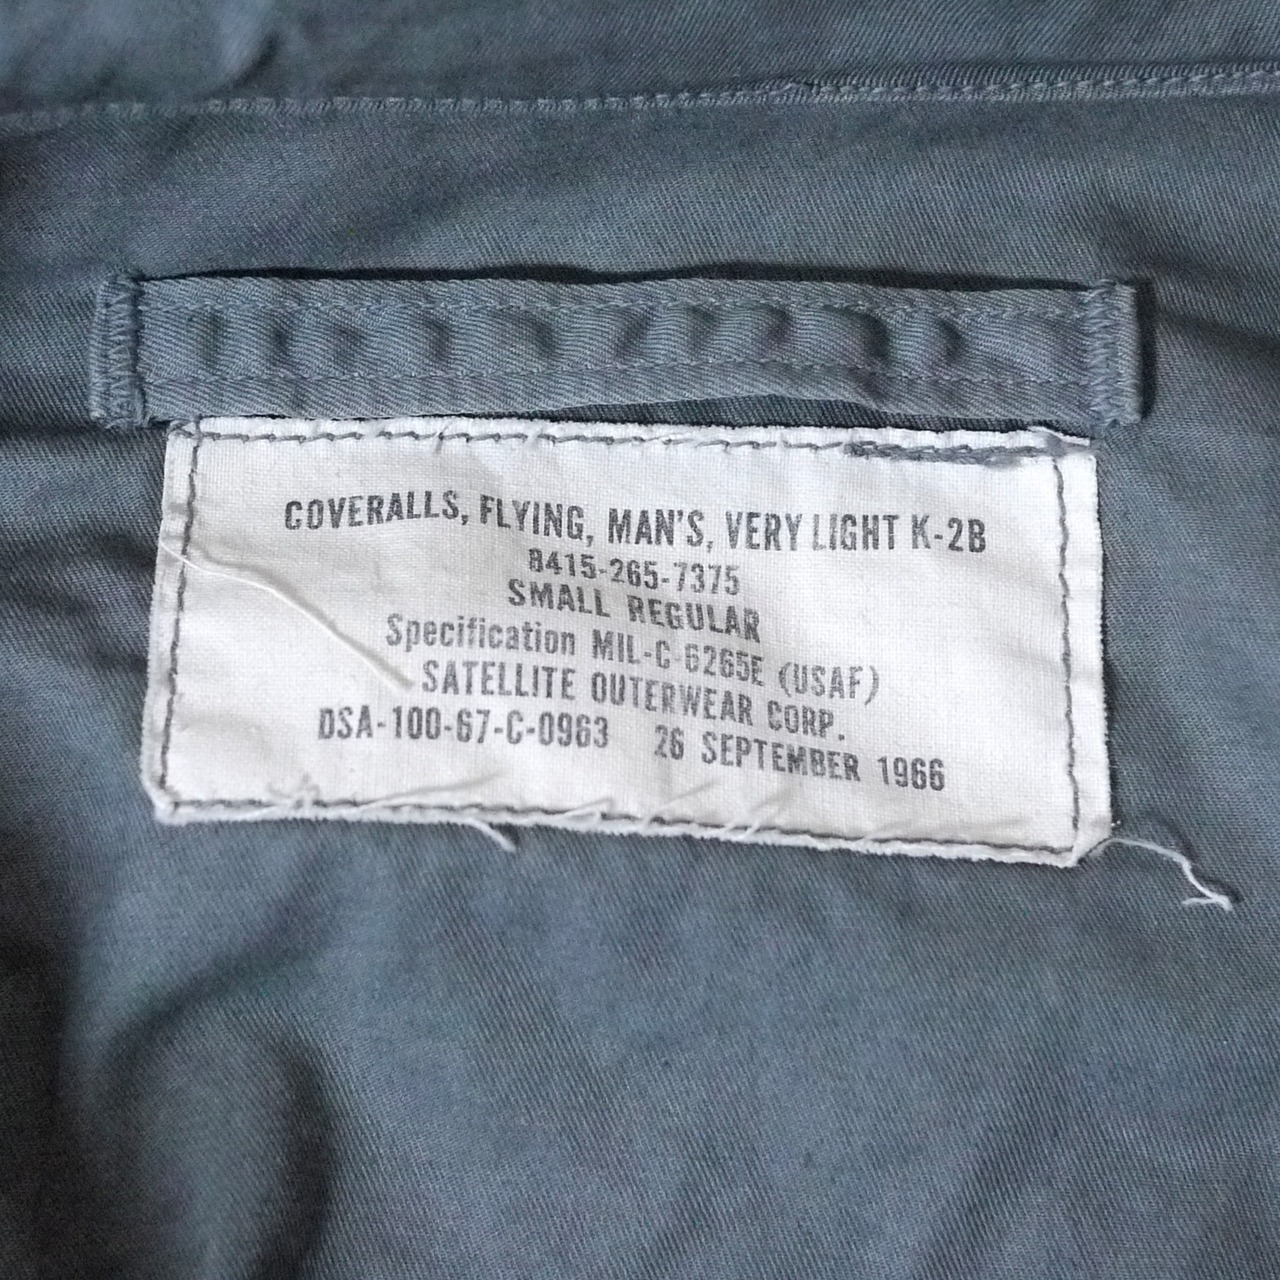 COVERALLS, FLYING, MAN'S, VERY LIGHT K-2B
8415-265-7375
SMALL REGULAR
Specification MIL-C-6265E (USAF)
SATELLITE OUTERWEAR CORP.
DSA-100-67-C-0963 26 SEPTEMBER 1966